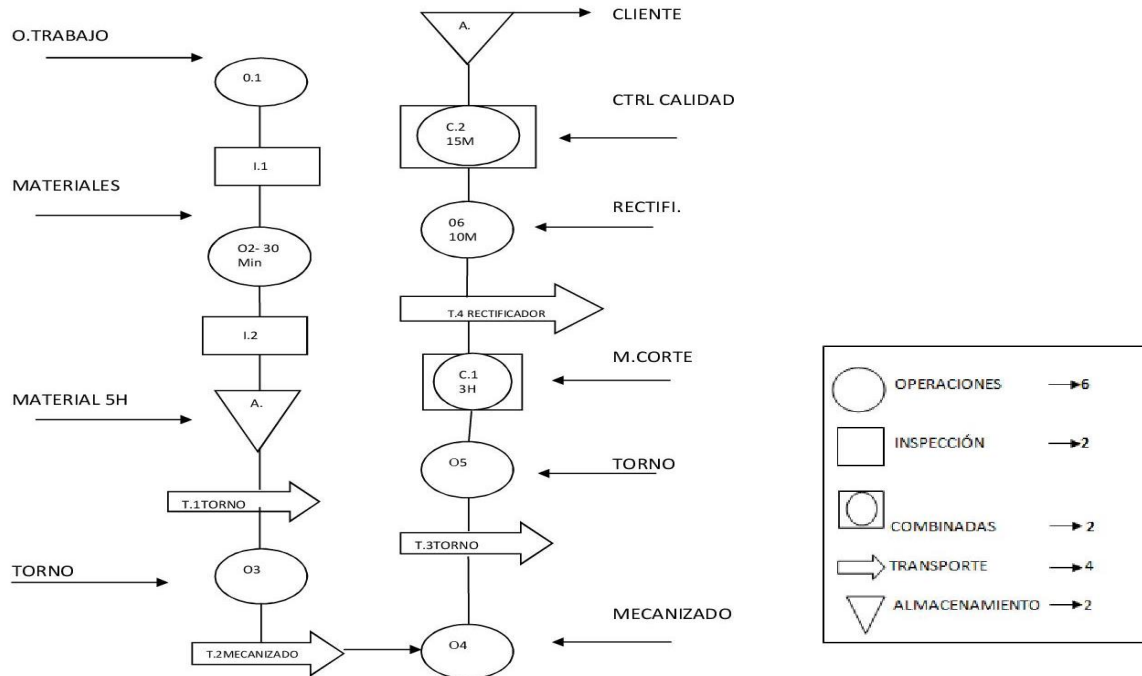 O.TRABAJO
0.1
I.1
MATERIALES
O2- 30
Min
I.2
MATERIAL 5H
A.
T.1TORNO
TORNO
O3
T.2MECANIZADO
A.
CLIENTE
CTRL CALIDAD
C.2
15M
RECTIFI.
06
10M
T.4 RECTIFICADOR
M.CORTE
C.1
3H
O5
TORNO
T.3TORNO
MECANIZADO
O4
OPERACIONES 6
INSPECCIÓN 2
COMBINADAS 2
TRANSPORTE 4
ALMACENAMIENTO 2